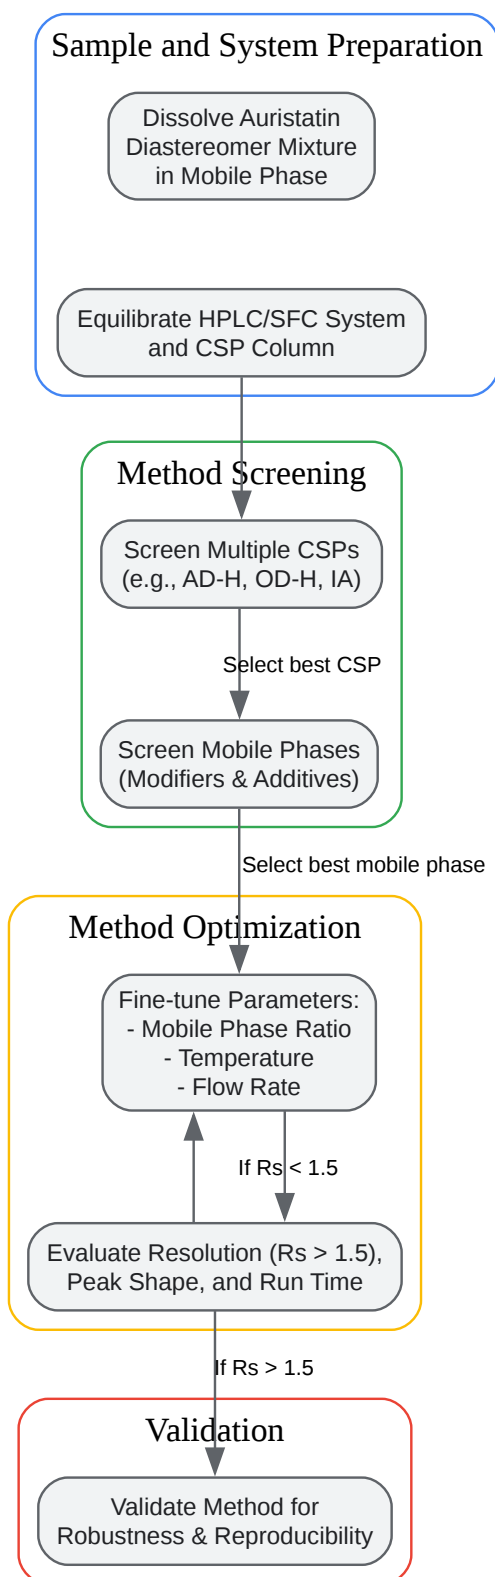 Sample and System Preparation
Dissolve Auristatin
Diastereomer Mixture
in Mobile Phase
Equilibrate HPLC/SFC System
and CSP Column
Method Screening
Screen Multiple CSPs
(e.g., AD-H, OD-H, IA)
Select best CSP
Screen Mobile Phases
(Modifiers & Additives)
Select best mobile phase
Method Optimization
Fine-tune Parameters:
- Mobile Phase Ratio
- Temperature
- Flow Rate
If Rs < 1.5
Evaluate Resolution (Rs > 1.5),
Peak Shape, and Run Time
If Rs > 1.5
Validation
Validate Method for
Robustness & Reproducibility